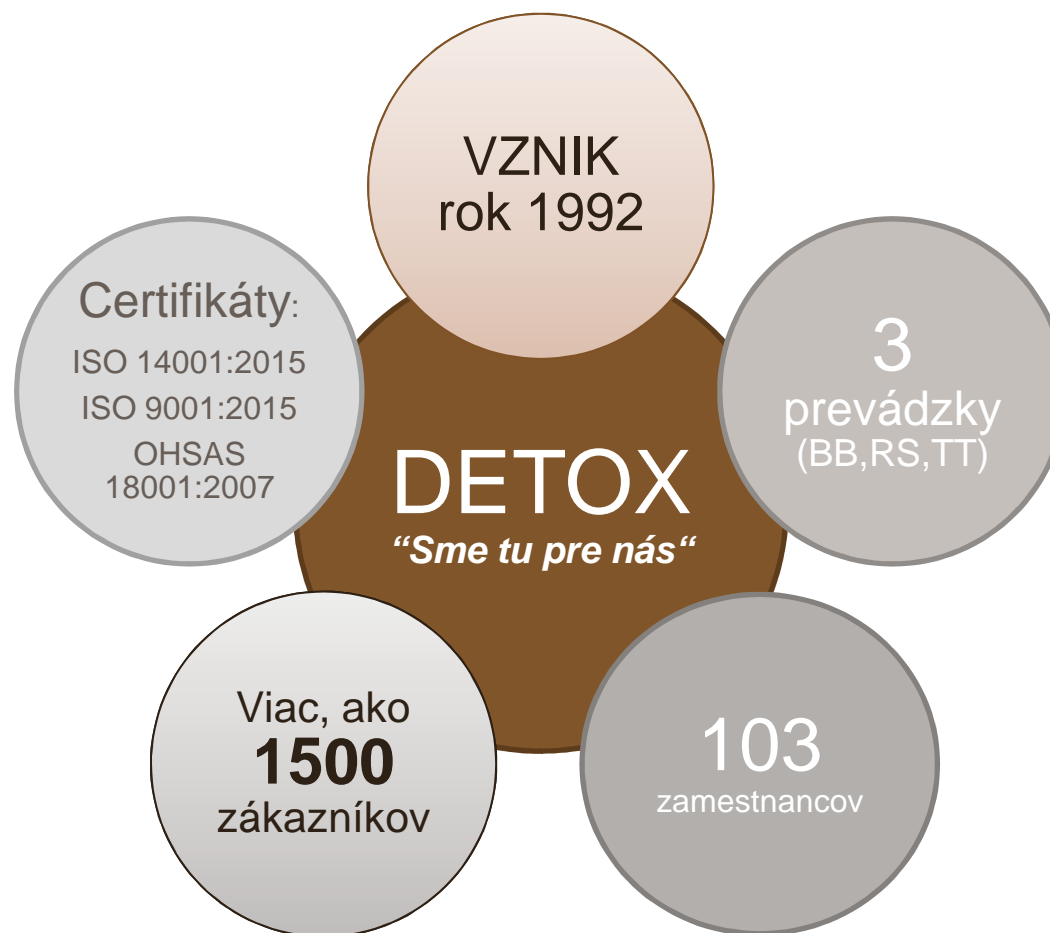 VZNIK
rok 1992
Certifikáty:
ISO 14001:2015
ISO 9001:2015
OHSAS
18001:2007
3
prevádzky
(BB,RS,TT)
DETOX
“Sme tu pre nás“
Viac, ako
1500
zákazníkov
103
zamestnancov